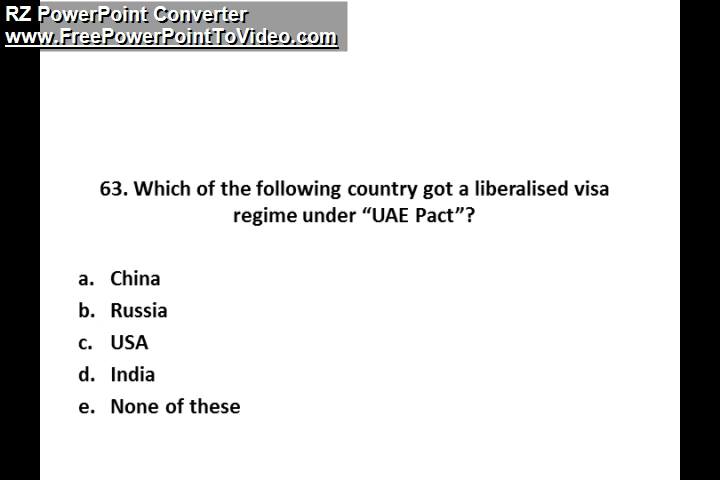 RZ PowerPoint Converter
www.FreePowerPointToVideo.com
63. Which of the following country got a liberalised visa
regime under “UAE Pact”?
a. China
b. Russia
c. USA
d. India
e. None of these